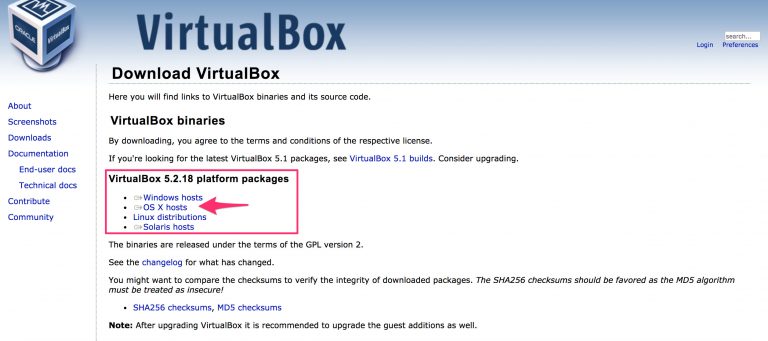 ORACLE
VirtualBox
search...
Login Preferences
Download VirtualBox
Here you will find links to VirtualBox binaries and its source code.
About
Screenshots
Downloads
Documentation
End-user docs
Technical docs
Contribute
Community
VirtualBox binaries
By downloading, you agree to the terms and conditions of the respective license.
If you're looking for the latest VirtualBox 5.1 packages, see VirtualBox 5.1 builds. Consider upgrading.
VirtualBox 5.2.18 platform packages
• Windows hosts
• OS X hosts
• Linux distributions
• Solaris hosts
The binaries are released under the terms of the GPL version 2.
See the changelog for what has changed.
You might want to compare the checksums to verify the integrity of downloaded packages. The SHA256 checksums should be favored as the MD5 algorithm
must be treated as insecure!
• SHA256 checksums, MD5 checksums
Note: After upgrading VirtualBox it is recommended to upgrade the guest additions as well.